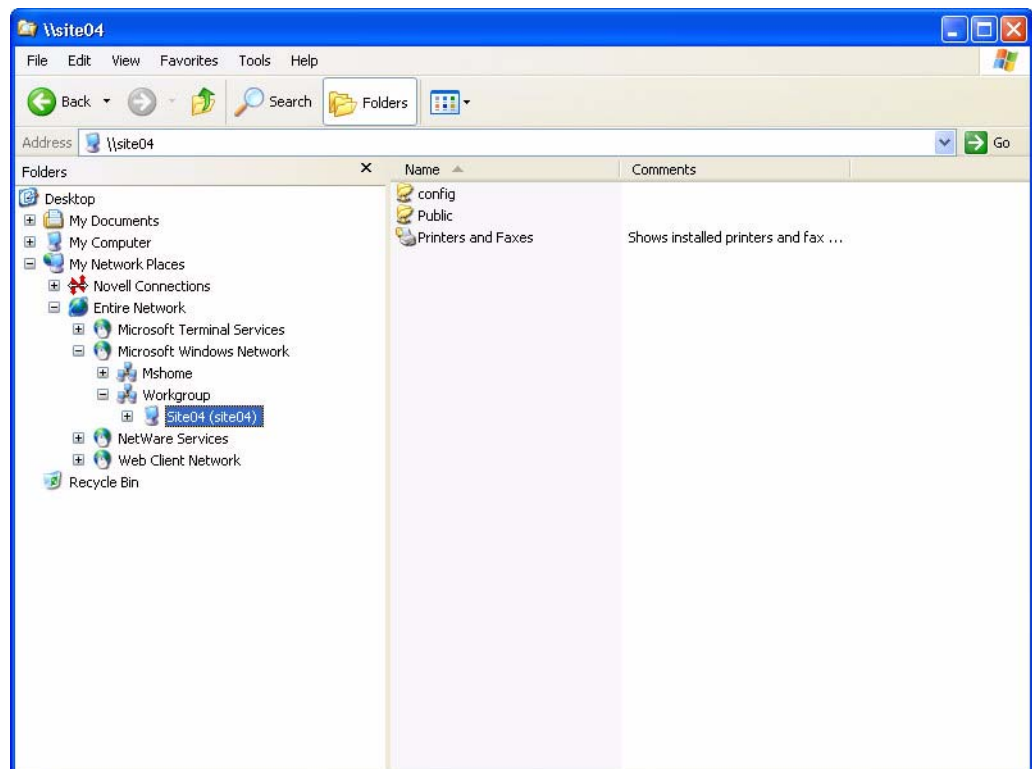 \\site04
File Edit View Favorites Tools Help
Back Search Folders
Address \\site04 Go
Folders x Name Comments
Desktop
My Documents
My Computer
My Network Places
Novell Connections
Entire Network
Microsoft Terminal Services
Microsoft Windows Network
Mshome
Workgroup
Site04 (site04)
NetWare Services
Web Client Network
Recycle Bin
config
Public
Printers and Faxes Shows installed printers and fax ...